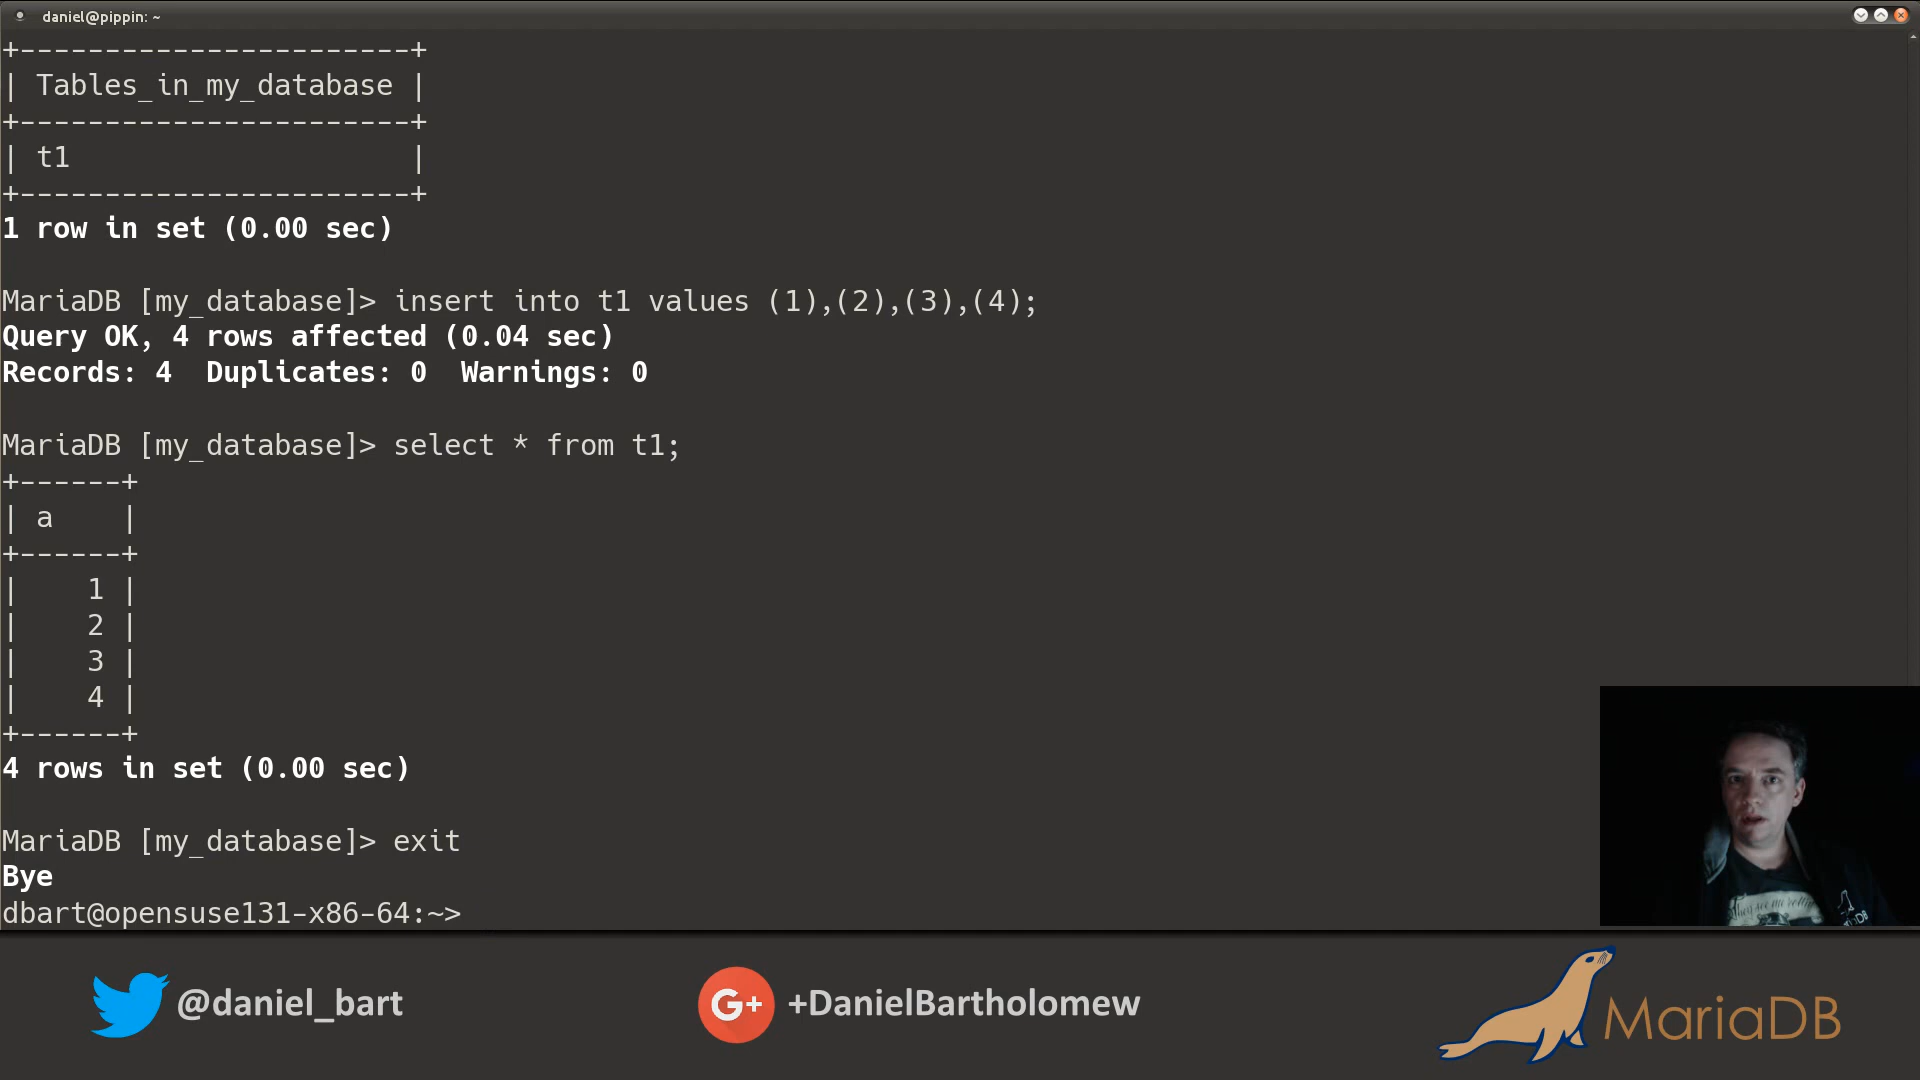 daniel@pippin: ~
+-----------------------+
| Tables_in_my_database |
+-----------------------+
| t1                    |
+-----------------------+
1 row in set (0.00 sec)
MariaDB [my_database]> insert into t1 values (1),(2),(3),(4);
Query OK, 4 rows affected (0.04 sec)
Records: 4  Duplicates: 0  Warnings: 0
MariaDB [my_database]> select * from t1;
+------+
| a    |
+------+
|    1 |
|    2 |
|    3 |
|    4 |
+------+
4 rows in set (0.00 sec)
MariaDB [my_database]> exit
Bye
dbart@opensuse131-x86-64:~>
They see me
@daniel_bart
G+ +DanielBartholomew
MariaDB